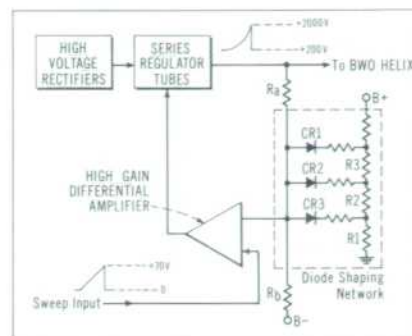 +2000V
+200V
HIGH
VOLTAGE
RECTIFIERS
SERIES
REGULATOR
TUBES
To BWO HELIX
Ra
B+
CR1
R3
CR2
R2
CR3
R1
HIGH GAIN
DIFFERENTIAL
AMPLIFIER
Diode Shaping
Network
+70V
0
Sweep Input
Rb
B-